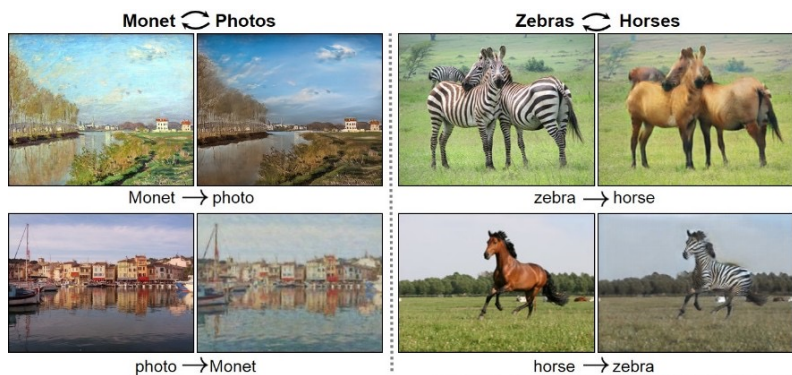 Monet Photos
Zebras Horses
Monet → photo
zebra → horse
photo → Monet
horse → zebra